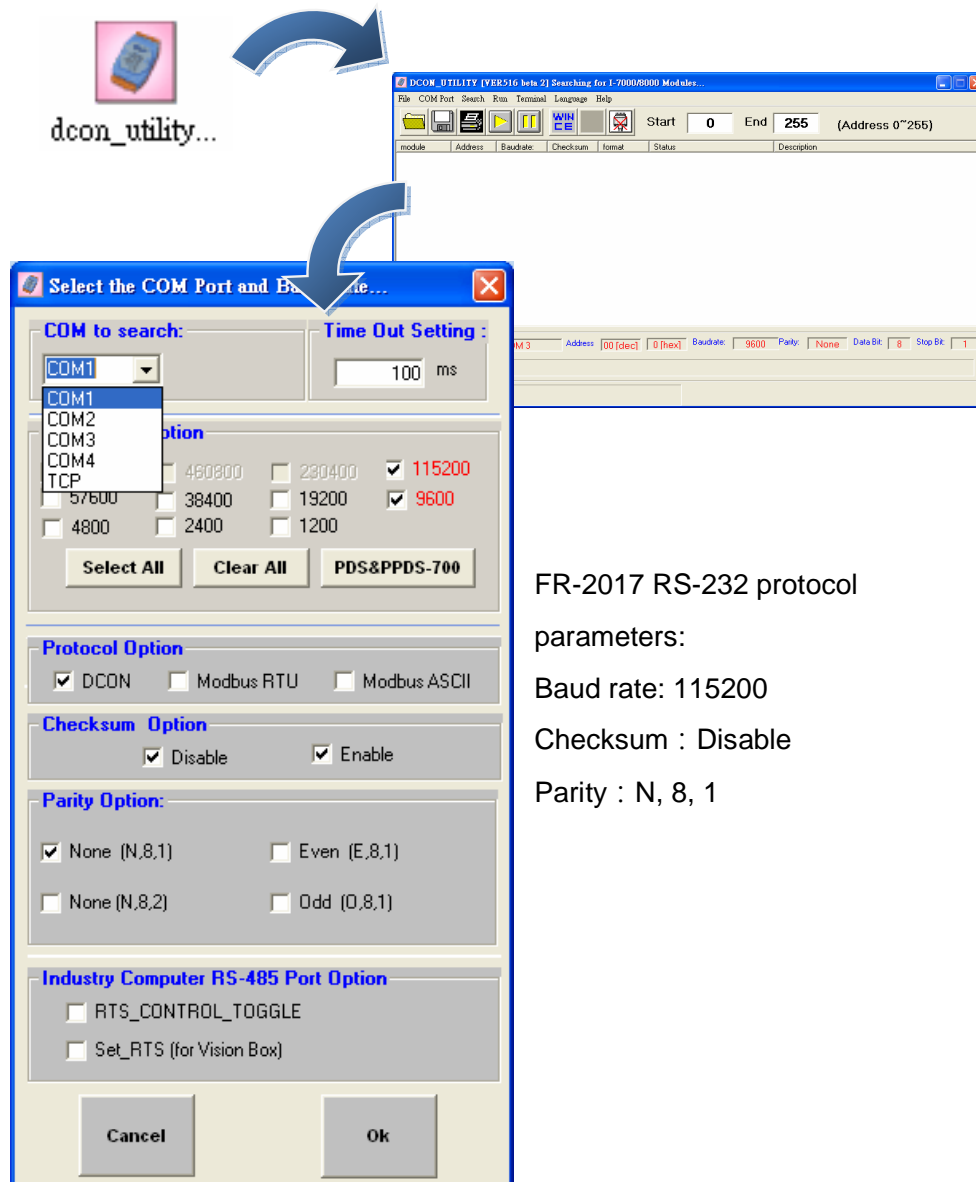 dcon_utility...
DCON_UTILITY [VER516 beta 2] Searching for I-7000/8000 Modules...
File COM Port Search Run Terminal Language Help
WIN CE Start 0 End 255 (Address 0~255)
module Address Baudrate: Checksum format Status Description
M 3 Address 00 [dec] 0 [hex] Baudrate: 9600 Parity: None Data Bit: 8 Stop Bit: 1
Select the COM Port and
COM to search: Time Out Setting :
COM1 100 ms
COM1
COM2
COM3
COM4
TCP
460800 230400 115200
57600 38400 19200 9600
4800 2400 1200
Select All Clear All PDS&PPDS-700
Protocol Option
DCON Modbus RTU Modbus ASCII
Checksum Option
Disable Enable
Parity Option:
None (N,8,1) Even (E,8,1)
None (N,8,2) Odd (O,8,1)
Industry Computer RS-485 Port Option
RTS_CONTROL_TOGGLE
Set_RTS (for Vision Box)
Cancel Ok
FR-2017 RS-232 protocol
parameters:
Baud rate: 115200
Checksum：Disable
Parity：N, 8, 1